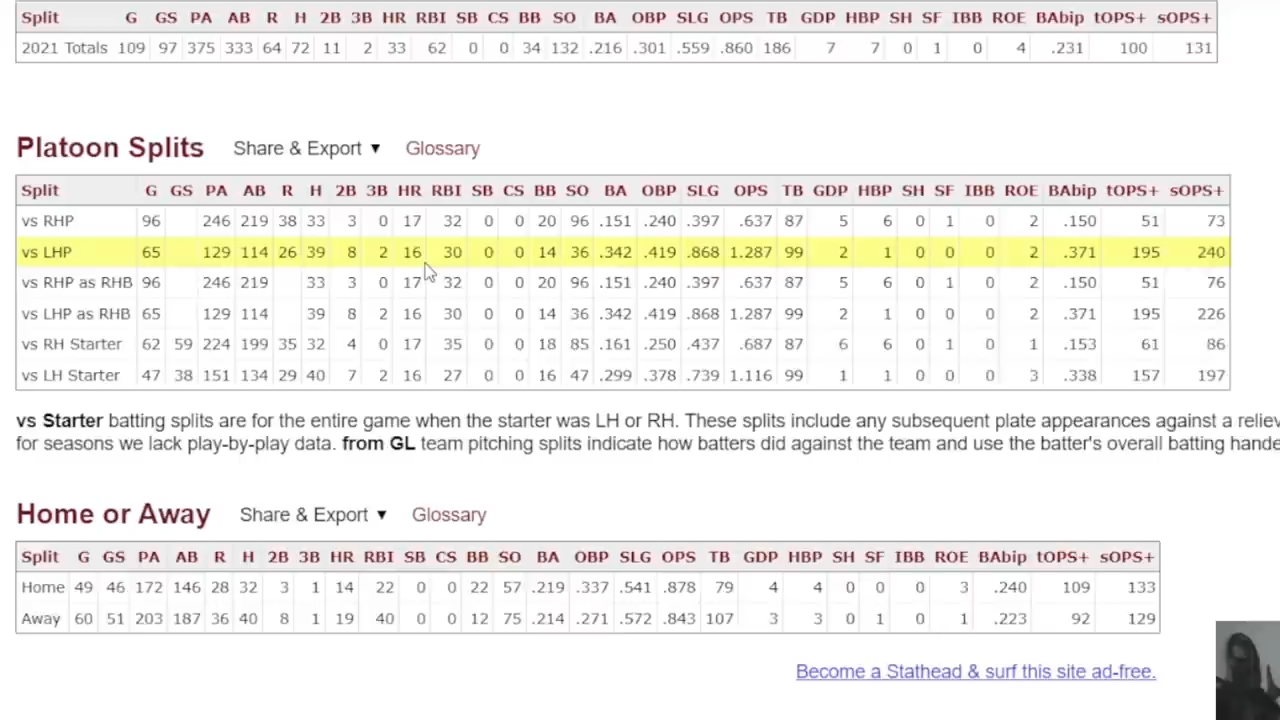 Split G GS PA AB R H 2B 3B HR RBI SB CS BB SO BA OBP SLG OPS TB GDP HBP SH SF IBB ROE BAbip tOPS+ sOPS+
2021 Totals 109 97 375 333 64 72 11 2 33 62 0 0 34 132 .216 .301 .559 .860 186 7 7 0 1 0 4 .231 100 131
Platoon Splits Share & Export ▼ Glossary
Split G GS PA AB R H 2B 3B HR RBI SB CS BB SO BA OBP SLG OPS TB GDP HBP SH SF IBB ROE BAbip tOPS+ sOPS+
vs RHP 96 246 219 38 33 3 0 17 32 0 0 20 96 .151 .240 .397 .637 87 5 6 0 1 0 2 .150 51 73
vs LHP 65 129 114 26 39 8 2 16 30 0 0 14 36 .342 .419 .868 1.287 99 2 1 0 0 0 2 .371 195 240
vs RHP as RHB 96 246 219 33 3 0 17 32 0 0 20 96 .151 .240 .397 .637 87 5 6 0 1 0 2 .150 51 76
vs LHP as RHB 65 129 114 39 8 2 16 30 0 0 14 36 .342 .419 .868 1.287 99 2 1 0 0 0 2 .371 195 226
vs RH Starter 62 59 224 199 35 32 4 0 17 35 0 0 18 85 .161 .250 .437 .687 87 6 6 0 1 0 1 .153 61 86
vs LH Starter 47 38 151 134 29 40 7 2 16 27 0 0 16 47 .299 .378 .739 1.116 99 1 1 0 0 0 3 .338 157 197
vs Starter batting splits are for the entire game when the starter was LH or RH. These splits include any subsequent plate appearances against a reliev
for seasons we lack play-by-play data. from GL team pitching splits indicate how batters did against the team and use the batter's overall batting hande
Home or Away Share & Export ▼ Glossary
Split G GS PA AB R H 2B 3B HR RBI SB CS BB SO BA OBP SLG OPS TB GDP HBP SH SF IBB ROE BAbip tOPS+ sOPS+
Home 49 46 172 146 28 32 3 1 14 22 0 0 22 57 .219 .337 .541 .878 79 4 4 0 0 0 3 .240 109 133
Away 60 51 203 187 36 40 8 1 19 40 0 0 12 75 .214 .271 .572 .843 107 3 3 0 1 0 1 .223 92 129
Become a Stathead & surf this site ad-free.